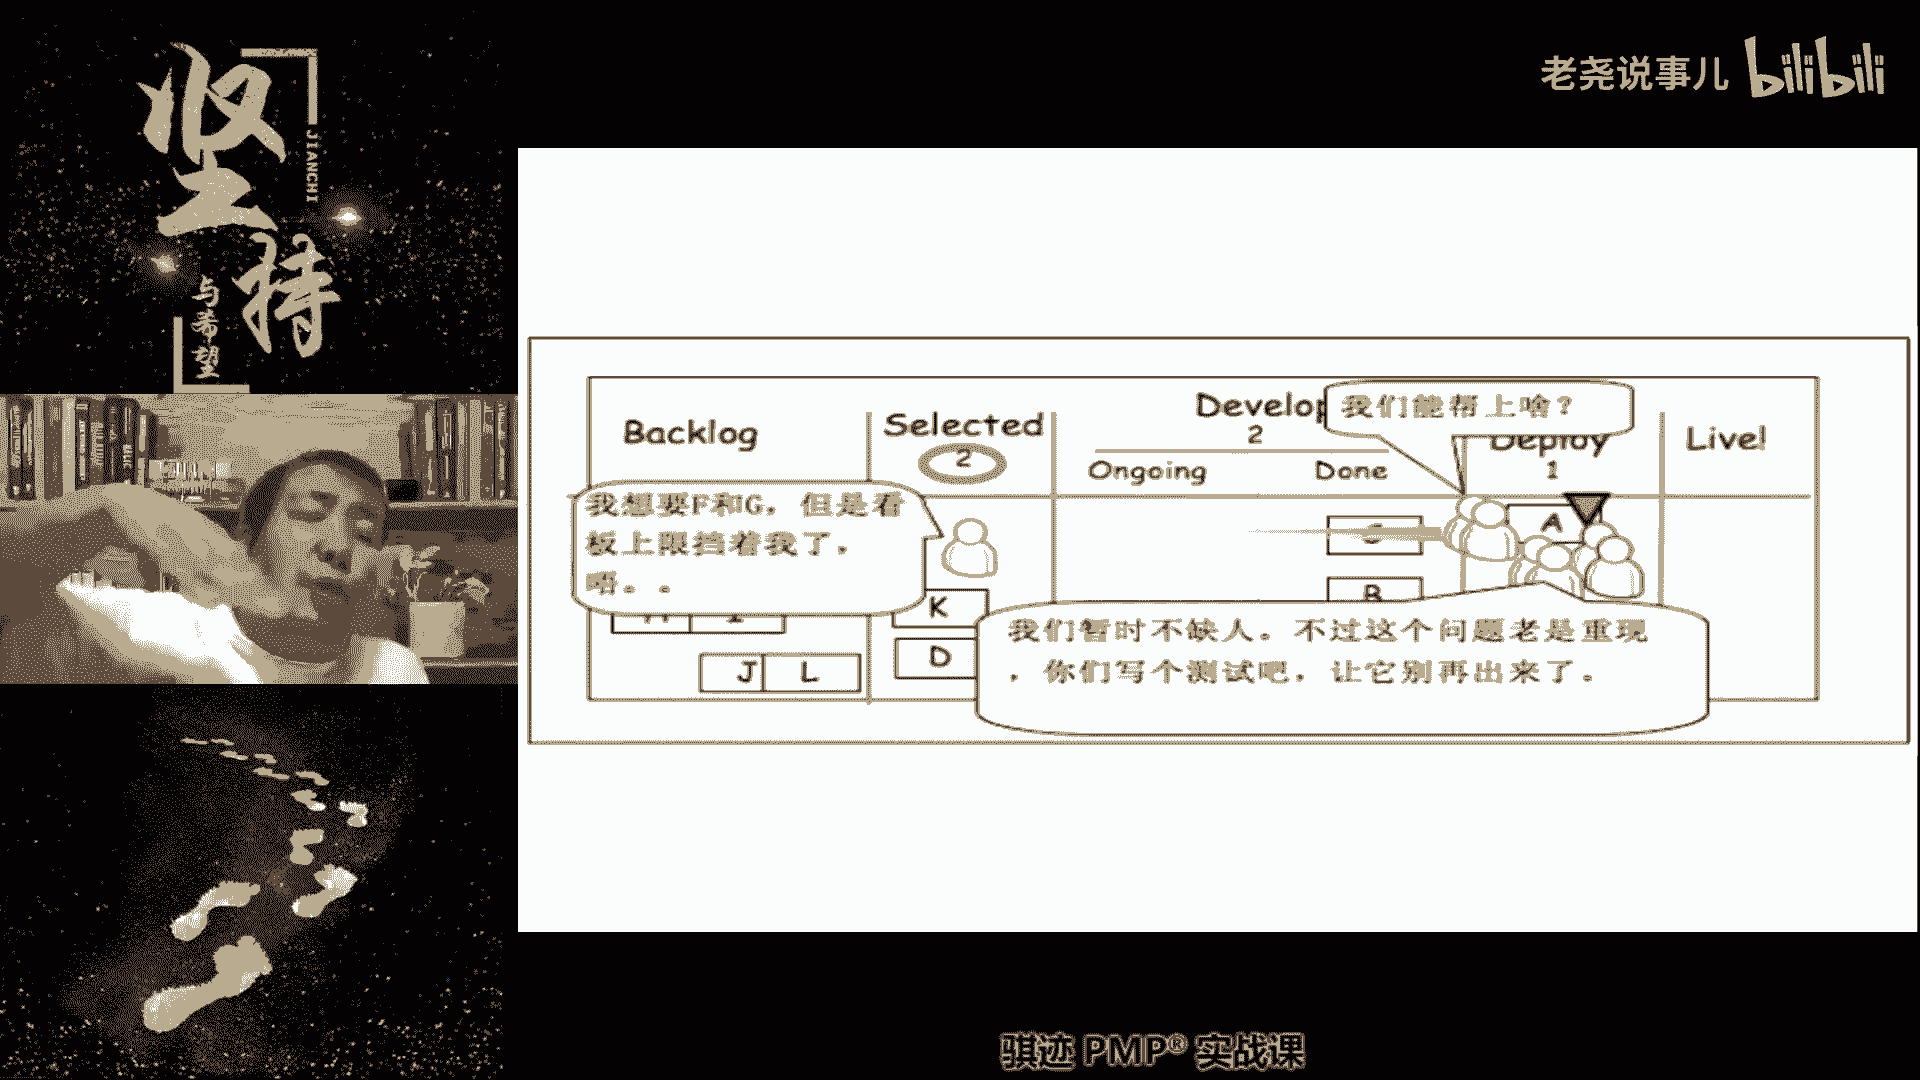 坚持
JIANCHI
与希望
老尧说事儿 bilibili
Backlog
Selected
2
Develop
2
Ongoing
Done
我们能帮上啥？
Deploy
1
Live!
我想要F和G，但是看
板上限挡着我了，
唔。。
A
B
K
D
J
L
我们暂时不缺人。不过这个问题老是重现
，你们写个测试吧，让它别再出来了。
骐迹 PMP® 实战课